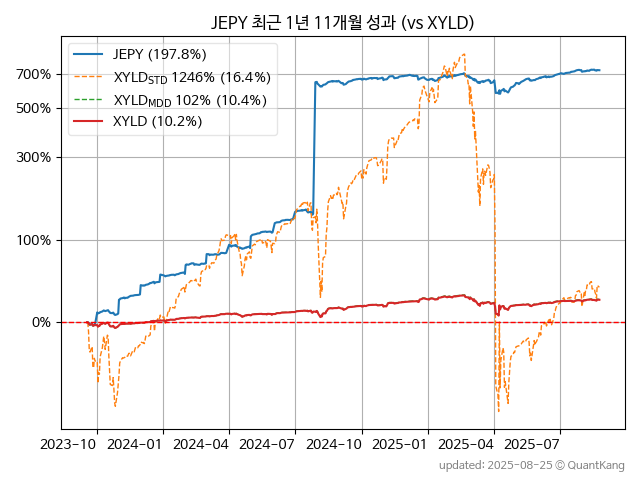 JEPY 최근 1년 11개월 성과 (vs XYLD)
JEPY (197.8%)
XYLD_STD 1246% (16.4%)
XYLD_MDD 102% (10.4%)
XYLD (10.2%)
700%
500%
300%
100%
0%
2023-10 2024-01 2024-04 2024-07 2024-10 2025-01 2025-04 2025-07
updated: 2025-08-25 ⓒ QuantKang